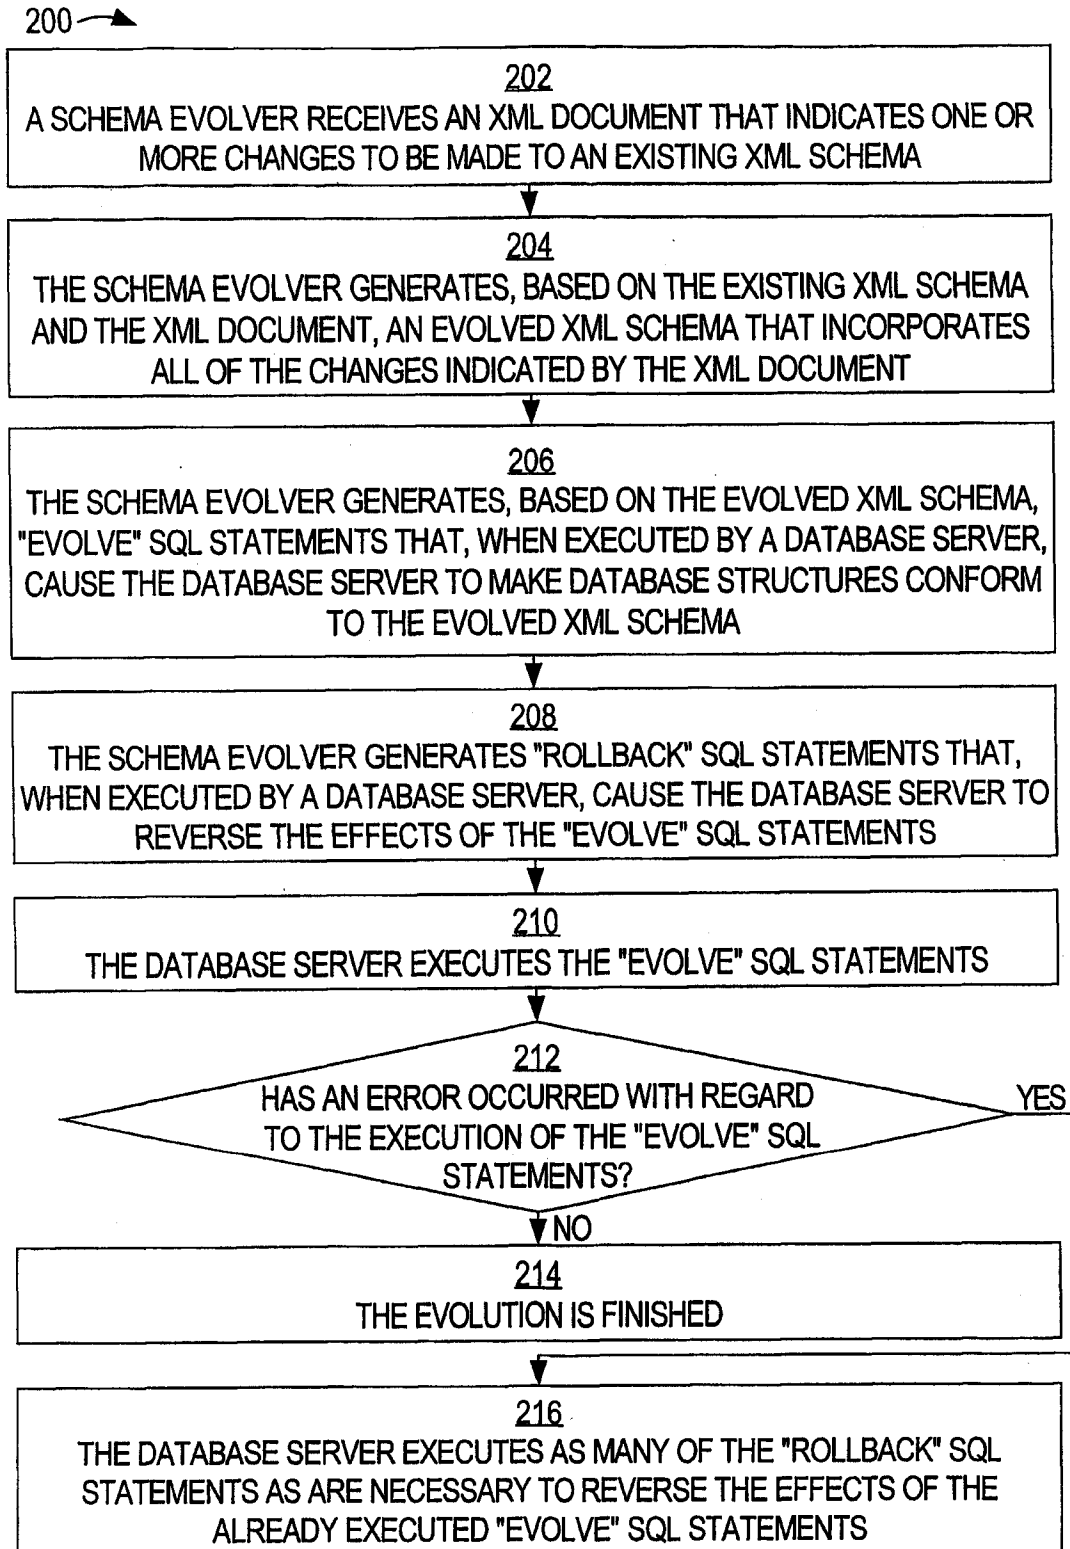 200
202
A SCHEMA EVOLVER RECEIVES AN XML DOCUMENT THAT INDICATES ONE OR
MORE CHANGES TO BE MADE TO AN EXISTING XML SCHEMA
204
THE SCHEMA EVOLVER GENERATES, BASED ON THE EXISTING XML SCHEMA
AND THE XML DOCUMENT, AN EVOLVED XML SCHEMA THAT INCORPORATES
ALL OF THE CHANGES INDICATED BY THE XML DOCUMENT
206
THE SCHEMA EVOLVER GENERATES, BASED ON THE EVOLVED XML SCHEMA,
"EVOLVE" SQL STATEMENTS THAT, WHEN EXECUTED BY A DATABASE SERVER,
CAUSE THE DATABASE SERVER TO MAKE DATABASE STRUCTURES CONFORM
TO THE EVOLVED XML SCHEMA
208
THE SCHEMA EVOLVER GENERATES "ROLLBACK" SQL STATEMENTS THAT,
WHEN EXECUTED BY A DATABASE SERVER, CAUSE THE DATABASE SERVER TO
REVERSE THE EFFECTS OF THE "EVOLVE" SQL STATEMENTS
210
THE DATABASE SERVER EXECUTES THE "EVOLVE" SQL STATEMENTS
212
HAS AN ERROR OCCURRED WITH REGARD
TO THE EXECUTION OF THE "EVOLVE" SQL
STATEMENTS?
YES
NO
214
THE EVOLUTION IS FINISHED
216
THE DATABASE SERVER EXECUTES AS MANY OF THE "ROLLBACK" SQL
STATEMENTS AS ARE NECESSARY TO REVERSE THE EFFECTS OF THE
ALREADY EXECUTED "EVOLVE" SQL STATEMENTS